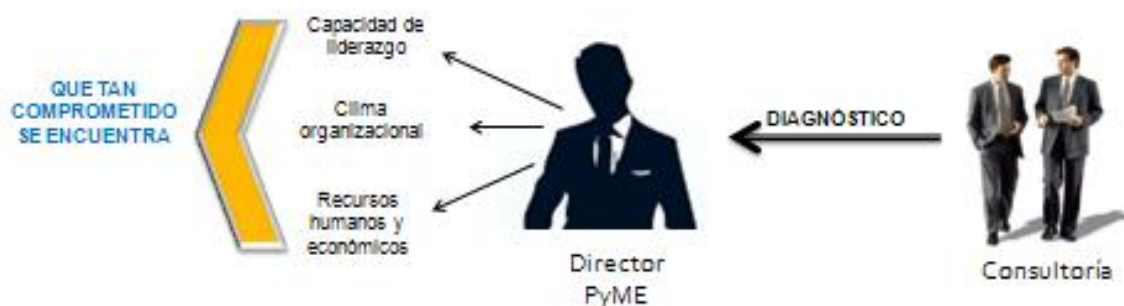 QUE TAN
COMPROMETIDO
SE ENCUENTRA
Capacidad de
liderazgo
Clima
organizacional
Recursos
humanos y
económicos
Director
PyME
DIAGNÓSTICO
Consultoría